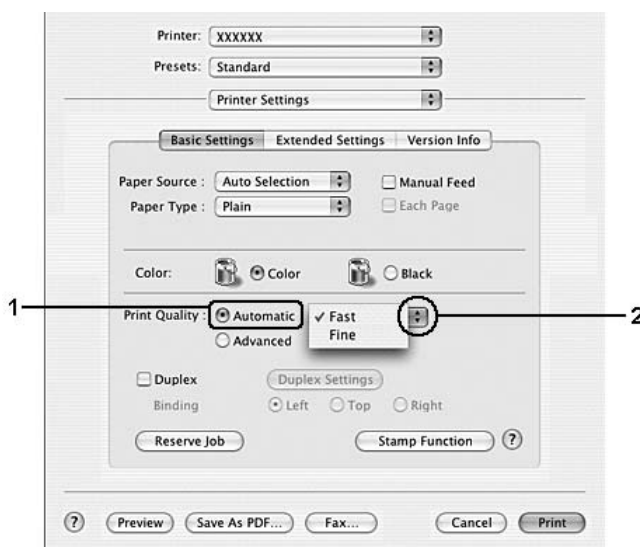 Printer: XXXXXX
Presets: Standard
Printer Settings
Basic Settings Extended Settings Version Info
Paper Source : Auto Selection Manual Feed
Paper Type : Plain Each Page
Color: Color Black
1 Print Quality : Automatic ✓ Fast 2
Fine
Advanced
Duplex Duplex Settings
Binding Left Top Right
Reserve Job Stamp Function ?
? Preview Save As PDF... Fax... Cancel Print